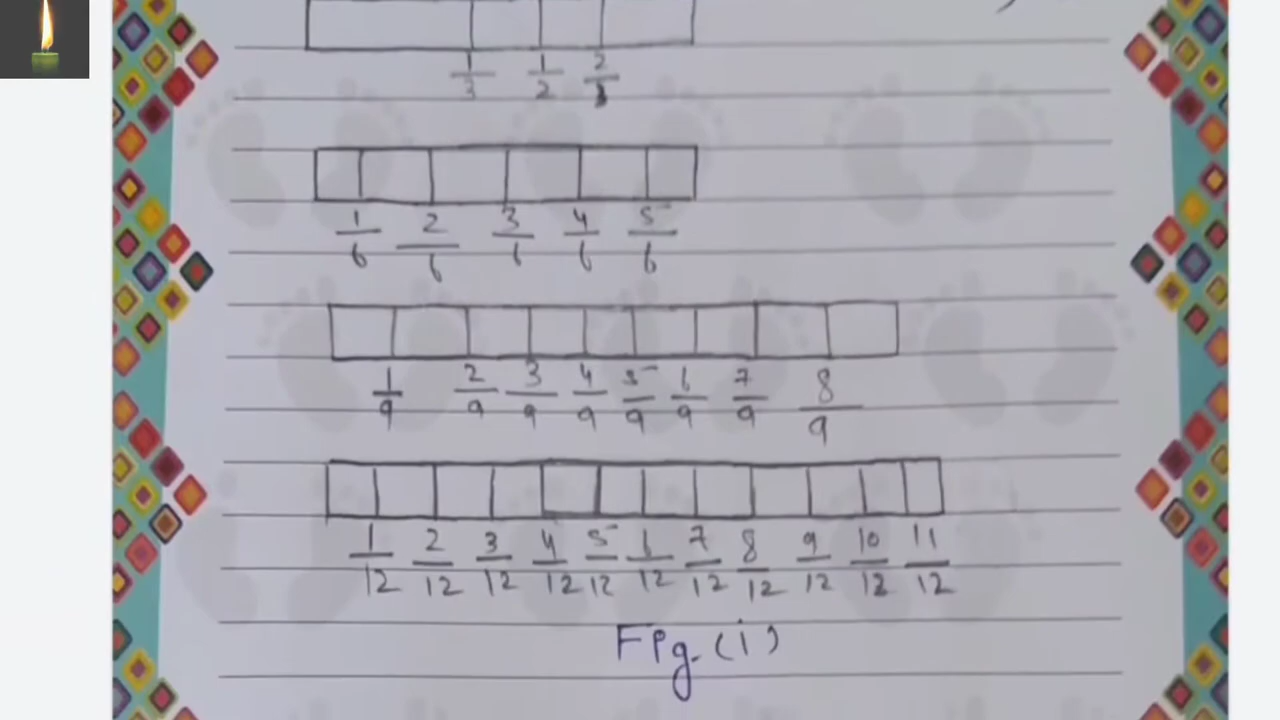 1/3 1/2 2/3
1/6 2/6 3/6 4/6 5/6
1/9 2/9 3/9 4/9 5/9 6/9 7/9 8/9
1/12 2/12 3/12 4/12 5/12 6/12 7/12 8/12 9/12 10/12 11/12
Fig. (i)